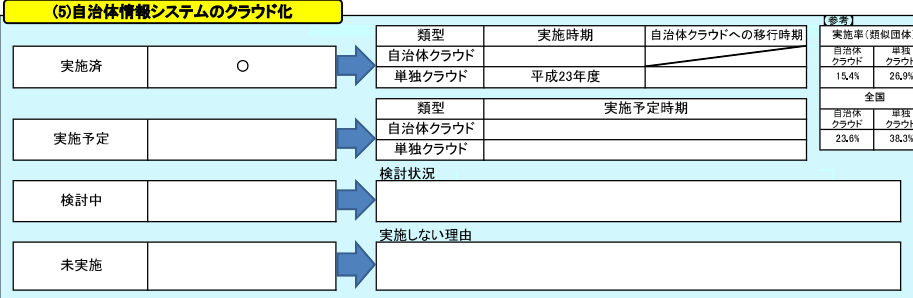 (5)自治体情報システムのクラウド化
【参考】
実施済 ○
類型 実施時期 自治体クラウドへの移行時期
自治体クラウド
単独クラウド 平成23年度
実施率(類似団体)
自治体クラウド 単独クラウド
15.4% 26.9%
全国
自治体クラウド 単独クラウド
23.6% 38.3%
実施予定
類型 実施予定時期
自治体クラウド
単独クラウド
検討中
検討状況
未実施
実施しない理由